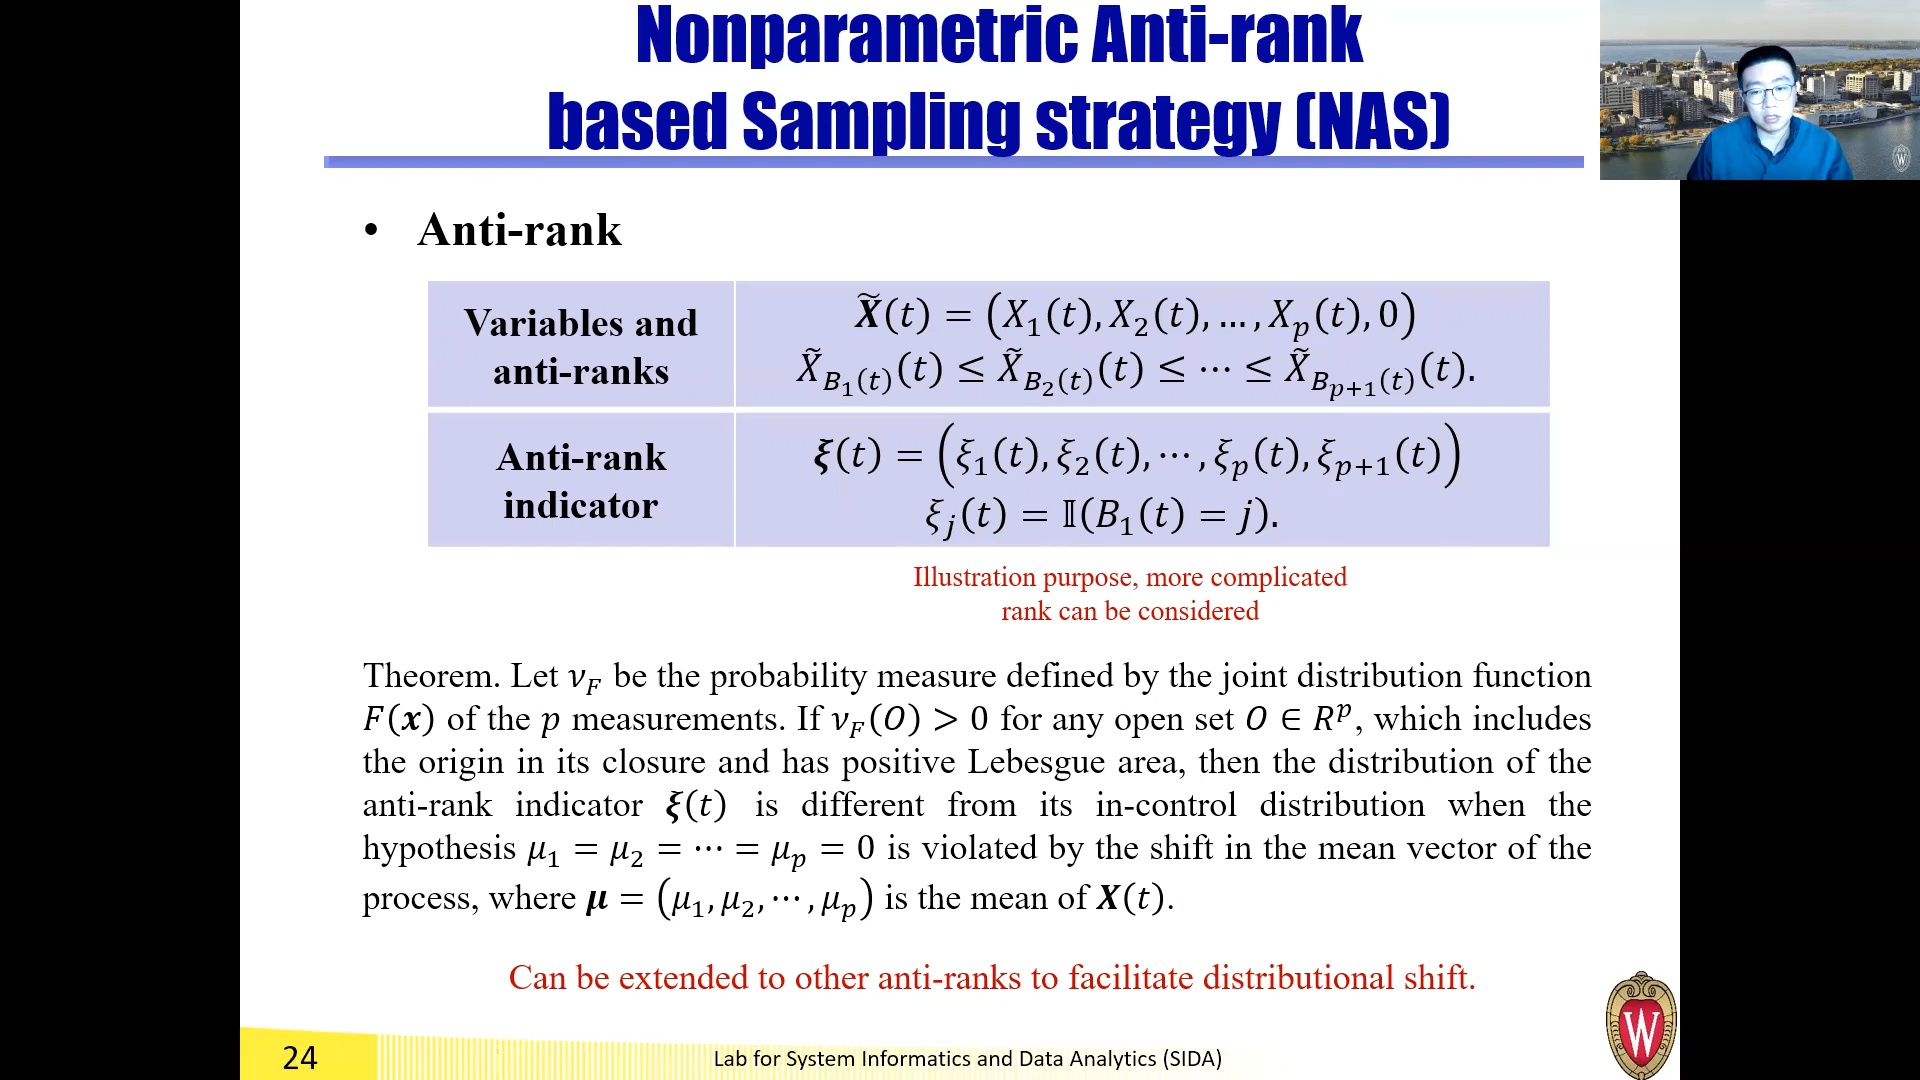 Nonparametric Anti-rank
based Sampling strategy (NAS)
• Anti-rank
Variables and
anti-ranks
X̃(t) = (X₁(t), X₂(t), …, Xₚ(t), 0)
X̃_{B₁(t)}(t) ≤ X̃_{B₂(t)}(t) ≤ ⋯ ≤ X̃_{B_{p+1}(t)}(t).
Anti-rank
indicator
ξ(t) = (ξ₁(t), ξ₂(t), ⋯, ξₚ(t), ξ_{p+1}(t))
ξⱼ(t) = 𝕀(B₁(t) = j).
Illustration purpose, more complicated
rank can be considered
Theorem. Let ν_F be the probability measure defined by the joint distribution function
F(x) of the p measurements. If ν_F(O) > 0 for any open set O ∈ Rᵖ, which includes
the origin in its closure and has positive Lebesgue area, then the distribution of the
anti-rank indicator ξ(t) is different from its in-control distribution when the
hypothesis μ₁ = μ₂ = ⋯ = μₚ = 0 is violated by the shift in the mean vector of the
process, where μ = (μ₁, μ₂, ⋯, μₚ) is the mean of X(t).
Can be extended to other anti-ranks to facilitate distributional shift.
24
Lab for System Informatics and Data Analytics (SIDA)
W
W